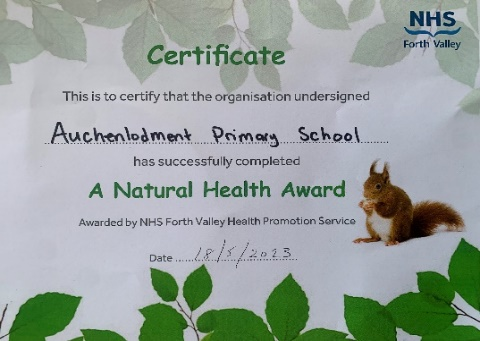 NHS
Forth Valley
Certificate
This is to certify that the organisation undersigned
Auchenlodment Primary School
has successfully completed
A Natural Health Award
Awarded by NHS Forth Valley Health Promotion Service
Date ..... 18/5/2023